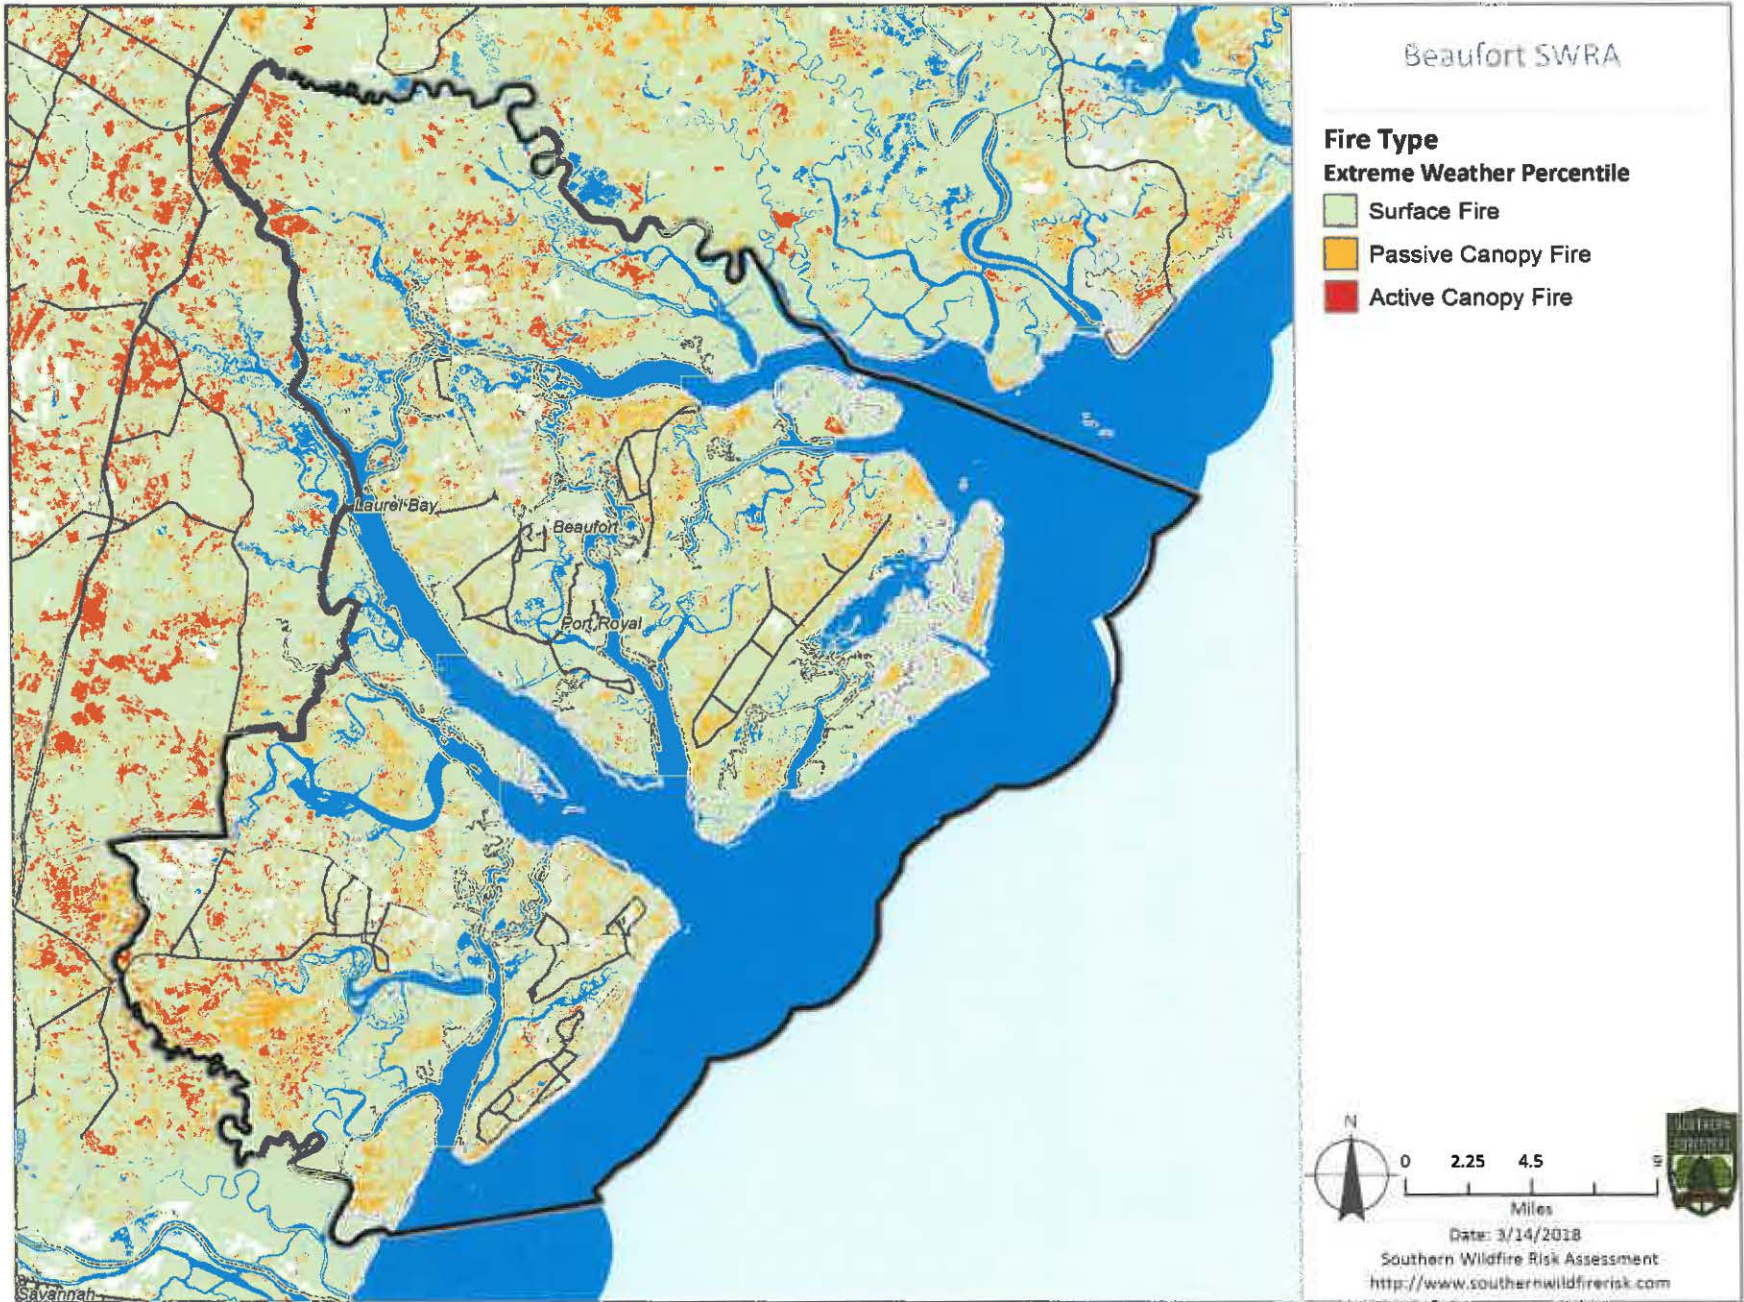 Beaufort SWRA
Fire Type
Extreme Weather Percentile
Surface Fire
Passive Canopy Fire
Active Canopy Fire
Laurel Bay
Beaufort
Port Royal
Savannah
N
0 2.25 4.5 9
Miles
Date: 3/14/2018
Southern Wildfire Risk Assessment
http://www.southernwildfirerisk.com
SOUTHERN